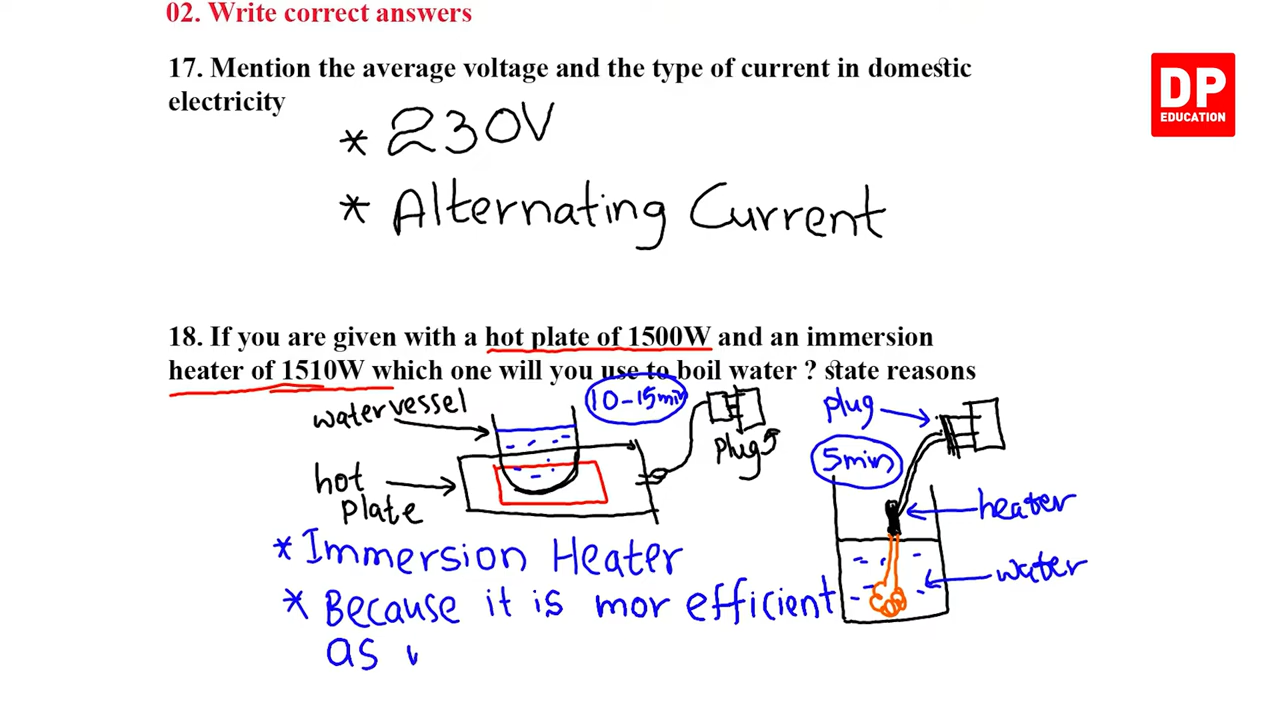 02. Write correct answers
17. Mention the average voltage and the type of current in domestic
electricity
DP
EDUCATION
* 230V
* Alternating Current
18. If you are given with a hot plate of 1500W and an immersion
heater of 1510W which one will you use to boil water ? state reasons
water vessel
10-15min
plug
plug
5min
hot
plate
heater
water
* Immersion Heater
* Because it is mor efficient
as